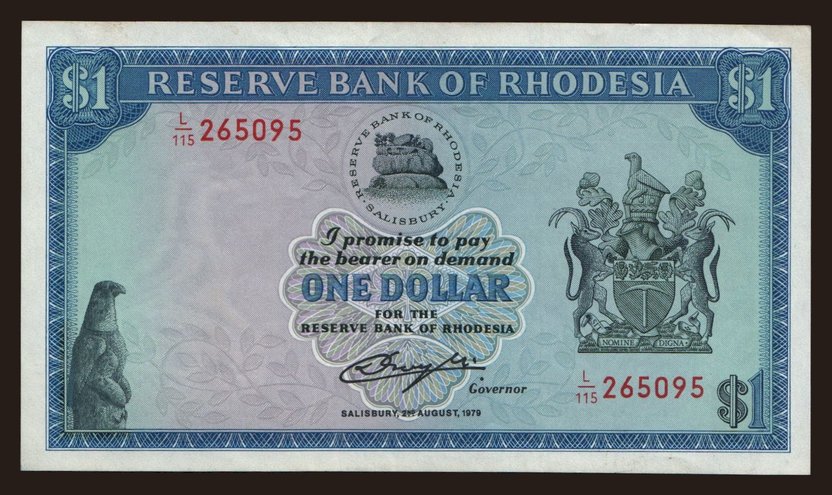 $1 RESERVE BANK OF RHODESIA $1
L/115 265095
RESERVE BANK OF RHODESIA
· SALISBURY ·
I promise to pay
the bearer on demand
ONE DOLLAR
FOR THE
RESERVE BANK OF RHODESIA
Governor
SALISBURY, 2ND AUGUST, 1979
NOMINE DIGNA
L/115 265095
$1